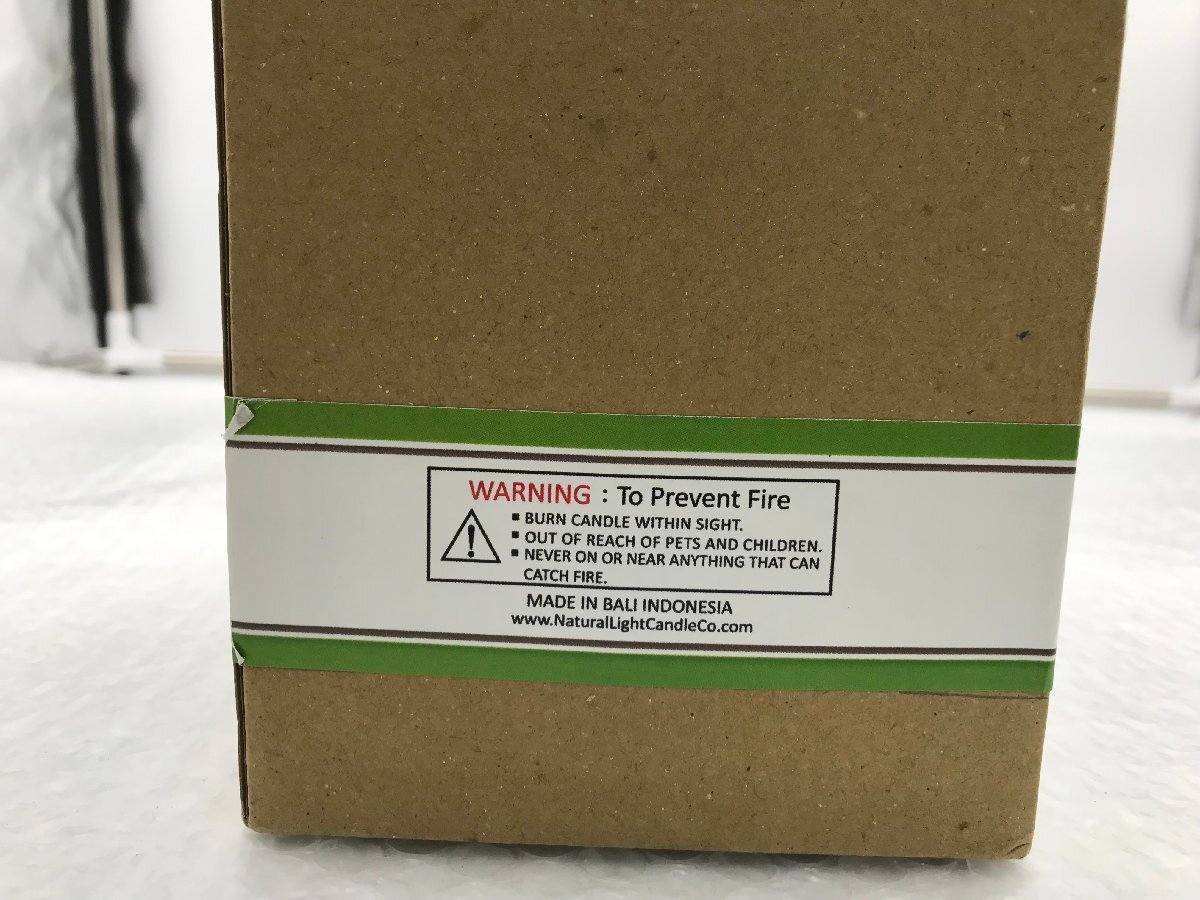 WARNING : To Prevent Fire
▪ BURN CANDLE WITHIN SIGHT.
▪ OUT OF REACH OF PETS AND CHILDREN.
▪ NEVER ON OR NEAR ANYTHING THAT CAN
CATCH FIRE.
MADE IN BALI INDONESIA
www.NaturalLightCandleCo.com